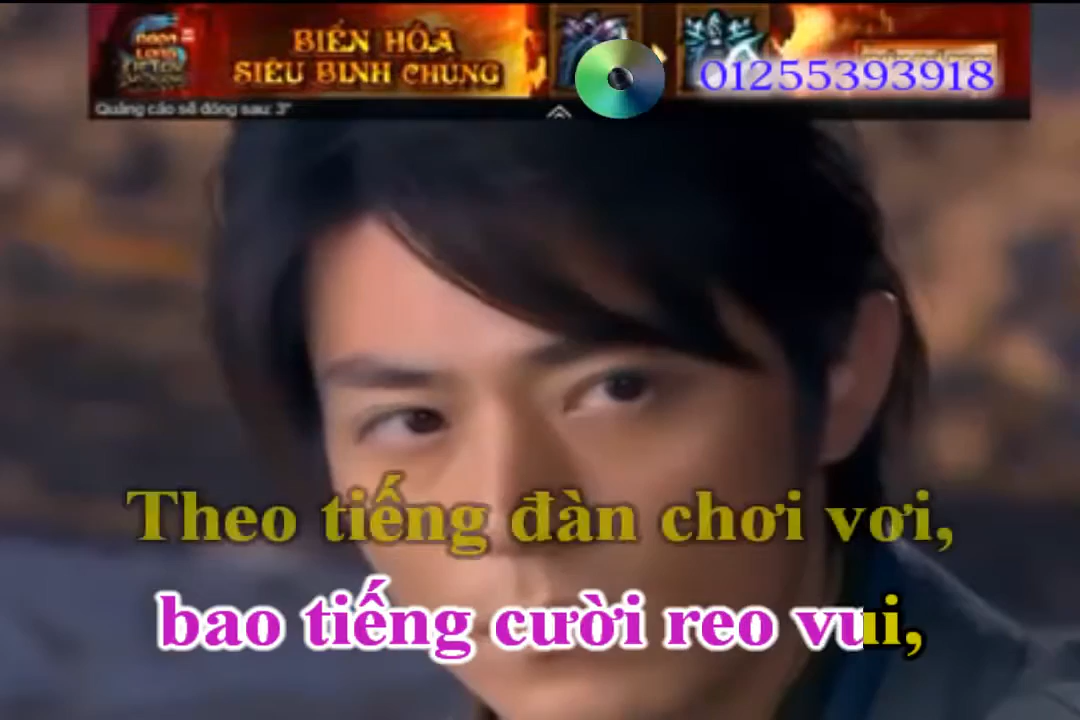 BIẾN HÓA
SIÊU BINH CHỦNG
01255393918
Quảng cáo sẽ đóng sau: 3"
Theo tiếng đàn chơi vơi,
bao tiếng cười reo vui,